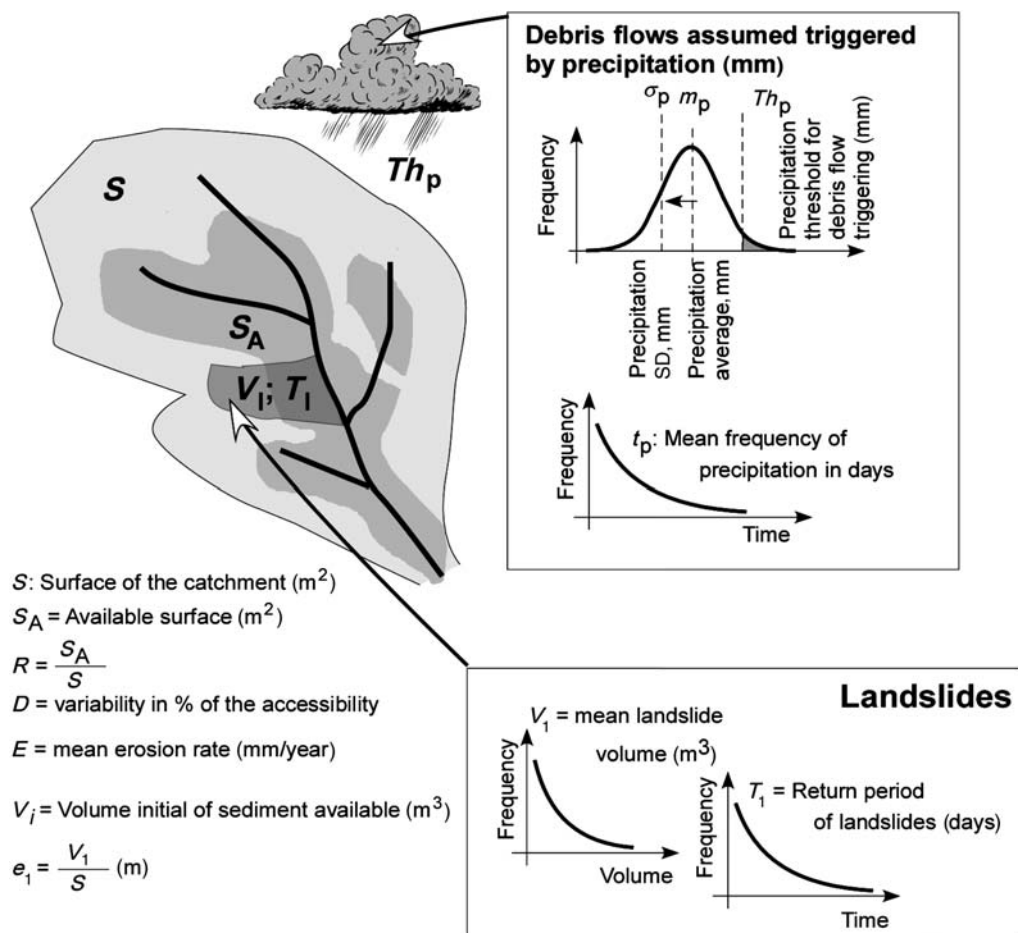 Debris flows assumed triggered
by precipitation (mm)
σp mp Thp
Frequency
Precipitation
threshold for
debris flow
triggering (mm)
Precipitation
SD, mm
Precipitation
average, mm
tp: Mean frequency of
precipitation in days
Frequency
Time
Thp
S
SA
Vl; Tl
S: Surface of the catchment (m²)
SA = Available surface (m²)
R = SA
S
D = variability in % of the accessibility
E = mean erosion rate (mm/year)
Vi = Volume initial of sediment available (m³)
e1 = V1 (m)
S
Landslides
V1 = mean landslide
volume (m³)
Frequency
Volume
T1 = Return period
of landslides (days)
Frequency
Time